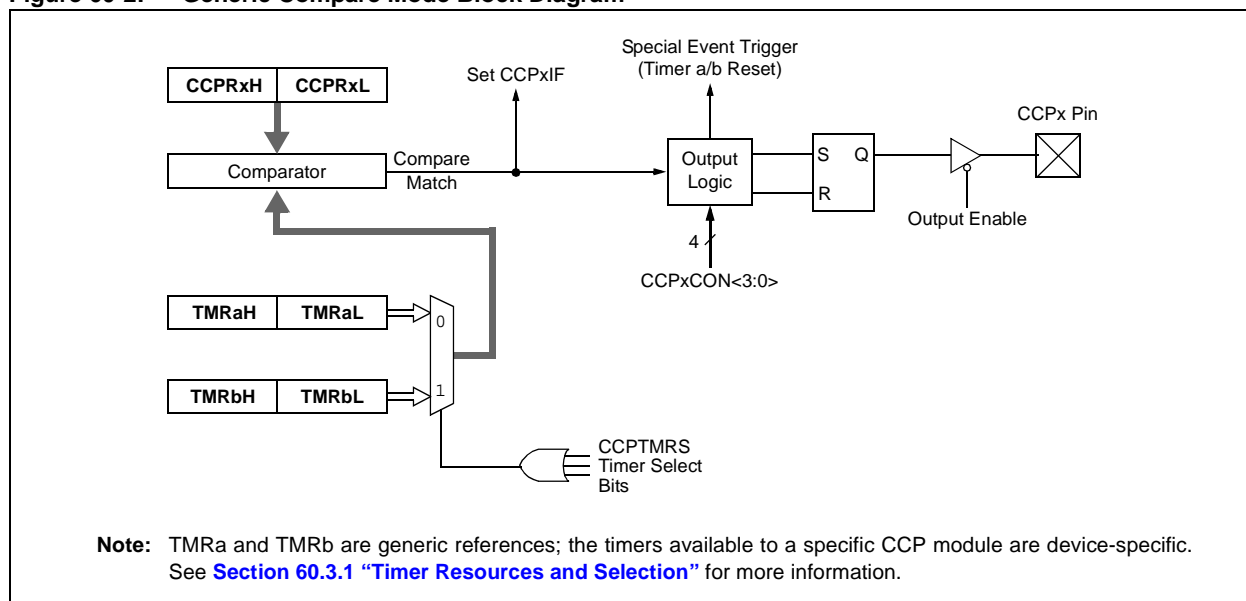 Figure 60-2: Generic Compare Mode Block Diagram
Special Event Trigger
(Timer a/b Reset)
Set CCPxIF
CCPRxH CCPRxL
CCPx Pin
Comparator
Compare
Match
Output
Logic
S Q
R
Output Enable
4
CCPxCON<3:0>
TMRaH TMRaL
0
TMRbH TMRbL
1
CCPTMRS
Timer Select
Bits
Note: TMRa and TMRb are generic references; the timers available to a specific CCP module are device-specific.
See Section 60.3.1 “Timer Resources and Selection” for more information.